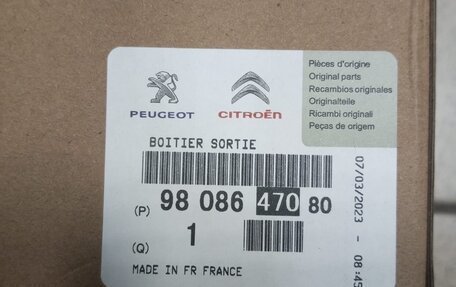 PEUGEOT
CITROËN
Pièces d'origine
Original parts
Recambios originales
Originalteile
Ricambi originali
Peças de origem
BOITIER SORTIE
(P) 98 086 470 80
(Q) 1
MADE IN FR FRANCE
07/03/2023 - 08:45